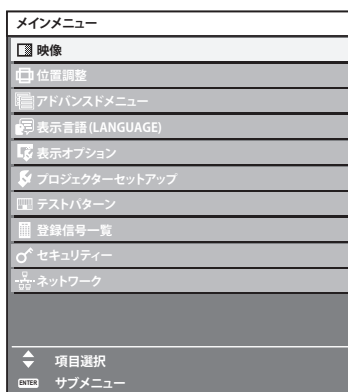 メインメニュー
映像
位置調整
アドバンスドメニュー
表示言語(LANGUAGE)
表示オプション
プロジェクターセットアップ
テストパターン
登録信号一覧
セキュリティー
ネットワーク
項目選択
ENTER サブメニュー